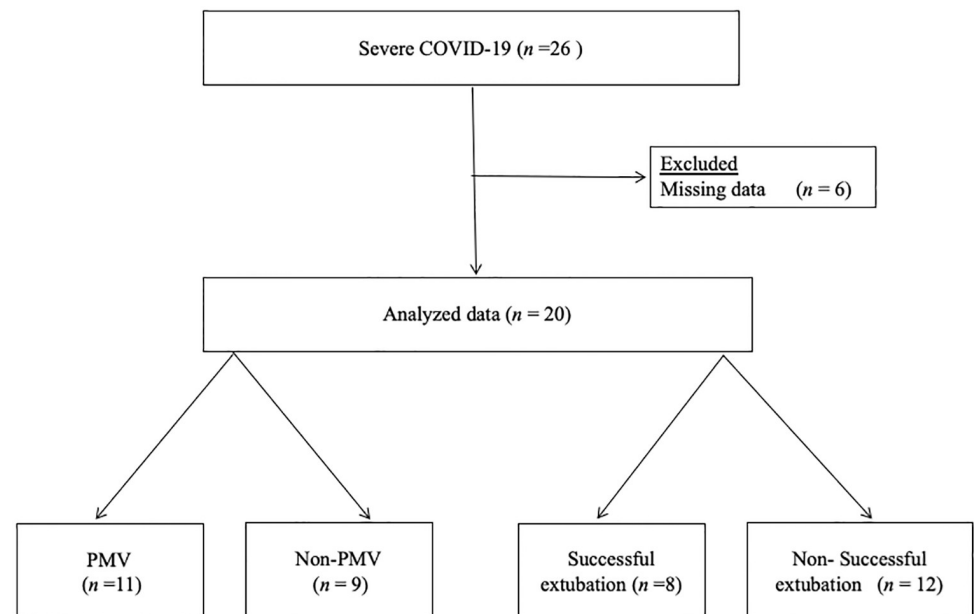 Severe COVID-19 (n =26 )
Excluded
Missing data (n = 6)
Analyzed data (n = 20)
PMV
(n =11)
Non-PMV
(n = 9)
Successful
extubation (n =8)
Non- Successful
extubation (n = 12)